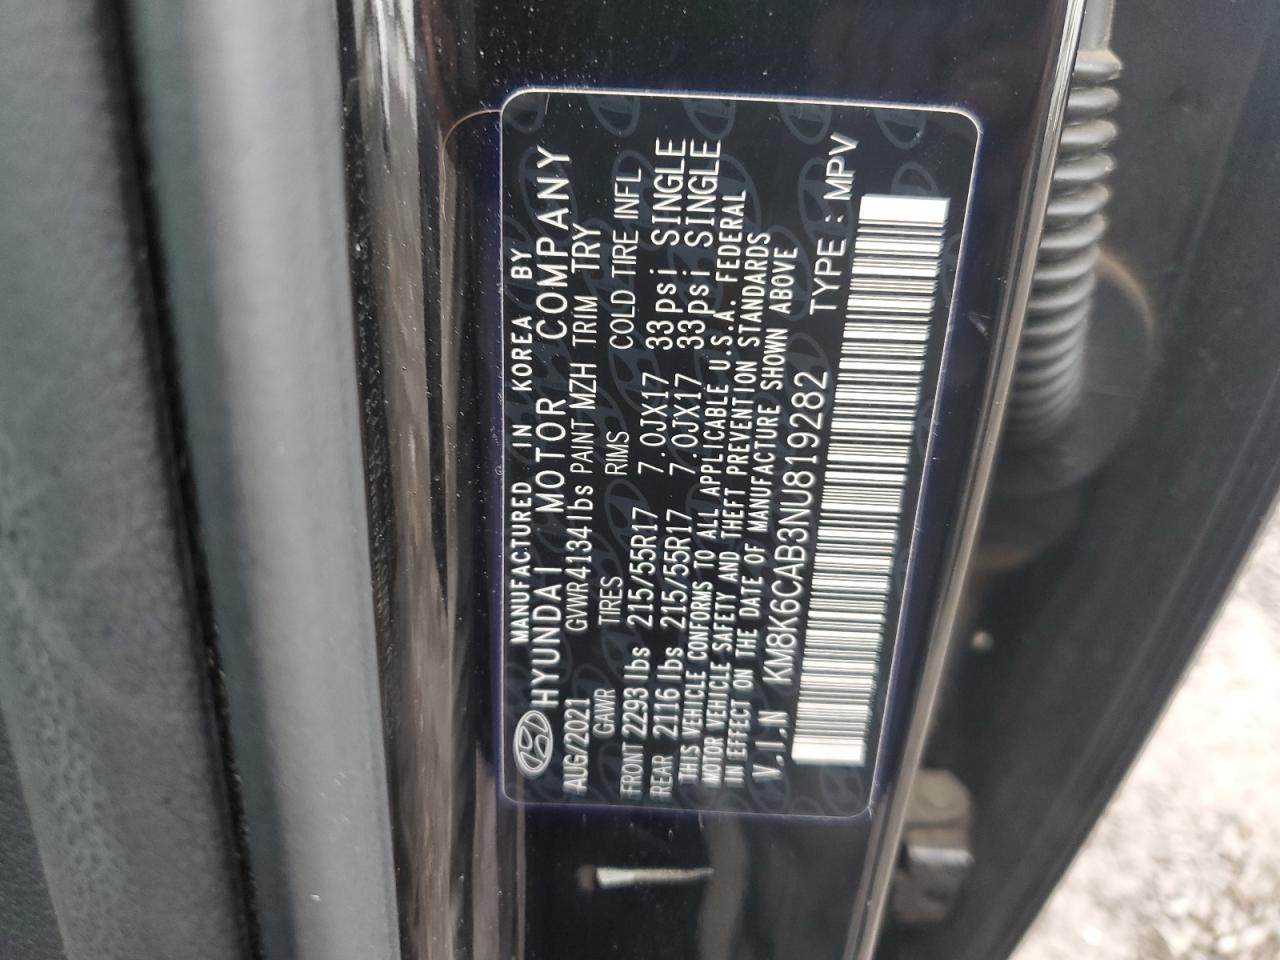 MANUFACTURED IN KOREA BY
HYUNDAI MOTOR COMPANY
AUG/2021 GVWR4134lbs PAINT MZH TRIM TRY
GAWR TIRES RIMS COLD TIRE INFL
FRONT 2293 lbs 215/55R17 7.0JX17 33psi SINGLE
REAR 2116 lbs 215/55R17 7.0JX17 33psi SINGLE
THIS VEHICLE CONFORMS TO ALL APPLICABLE U.S.A. FEDERAL
MOTOR VEHICLE SAFETY AND THEFT PREVENTION STANDARDS
IN EFFECT ON THE DATE OF MANUFACTURE SHOWN ABOVE
V.I.N KM8K6CAB3NU819282 TYPE : MPV